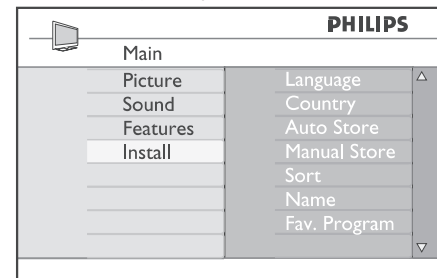 PHILIPS
Main
Picture
Sound
Features
Install
Language
Country
Auto Store
Manual Store
Sort
Name
Fav. Program